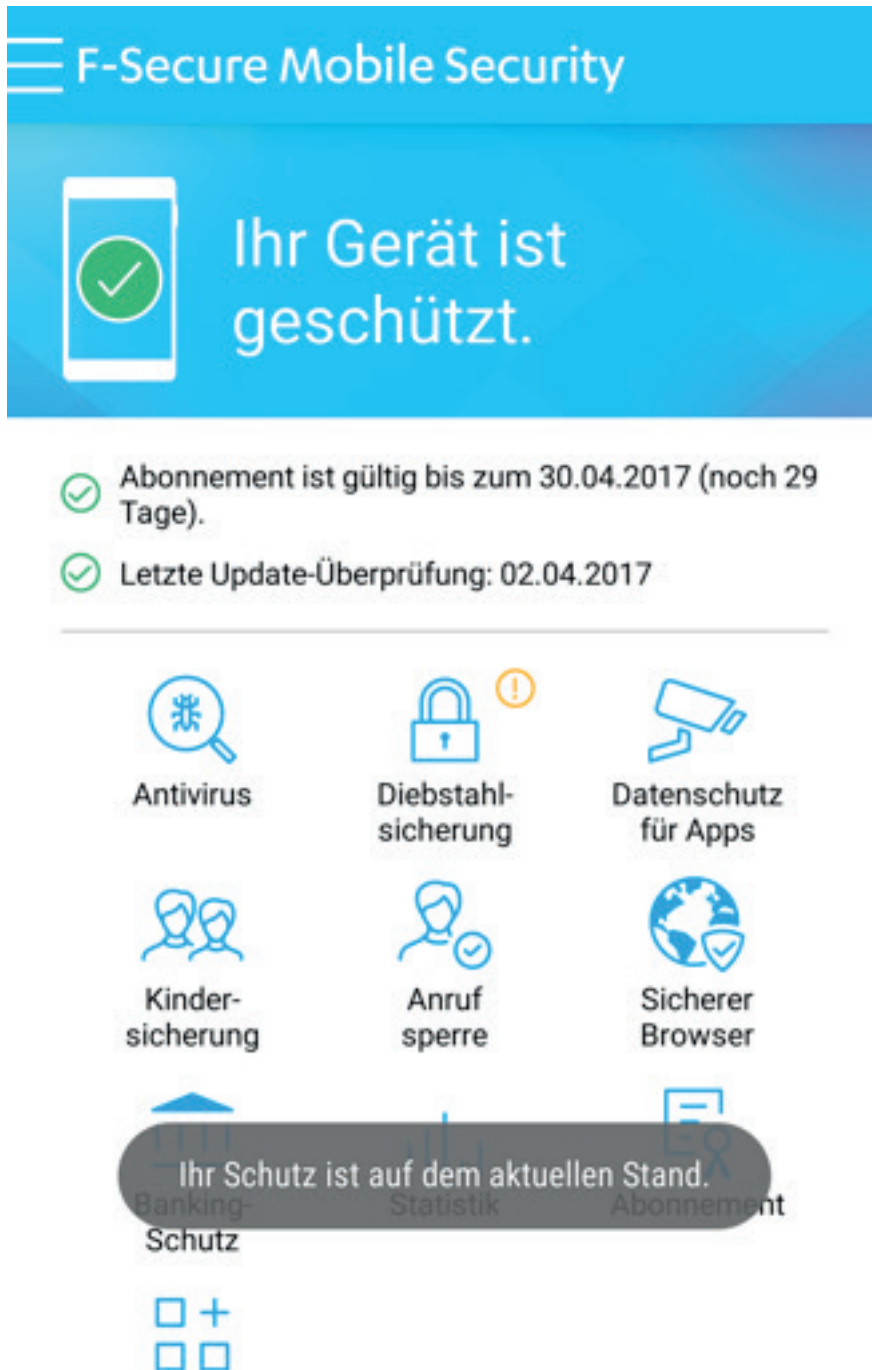 F-Secure Mobile Security
Ihr Gerät ist
geschützt.
Abonnement ist gültig bis zum 30.04.2017 (noch 29
Tage).
Letzte Update-Überprüfung: 02.04.2017
Antivirus
Diebstahl-
sicherung
Datenschutz
für Apps
Kinder-
sicherung
Anruf
sperre
Sicherer
Browser
Ihr Schutz ist auf dem aktuellen Stand.
Banking-
Schutz
Statistik
Abonnement